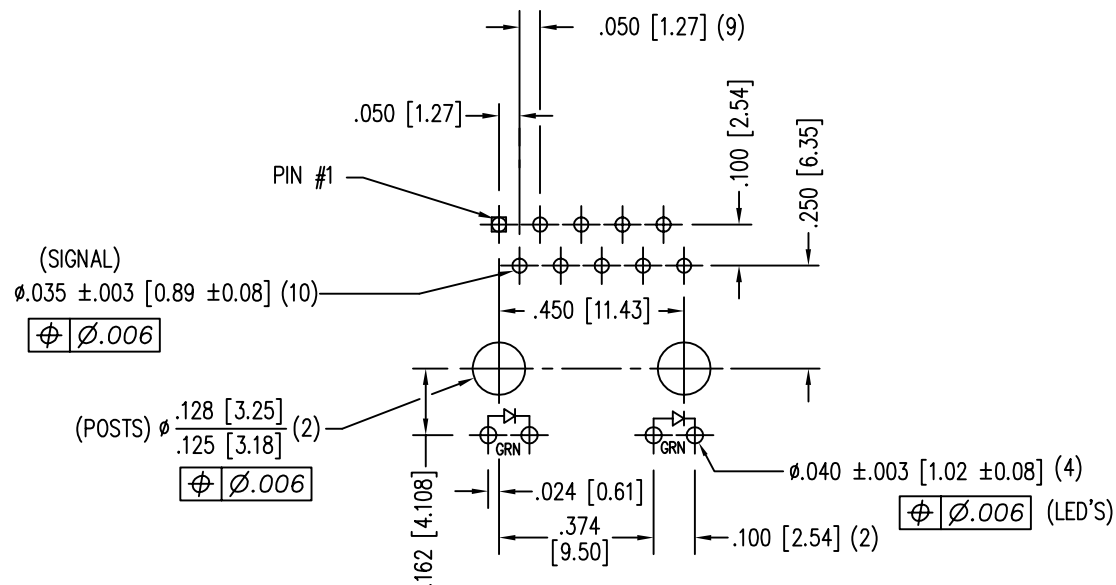 .050 [1.27] (9)
.050 [1.27]
.100 [2.54]
.250 [6.35]
PIN #1
(SIGNAL)
ø.035 ±.003 [0.89 ±0.08] (10)
⌖ Ø.006
.450 [11.43]
(POSTS) ø .128 [3.25] (2)
.125 [3.18]
⌖ Ø.006
GRN
GRN
ø.040 ±.003 [1.02 ±0.08] (4)
⌖ Ø.006 (LED'S)
.024 [0.61]
.162 [4.108]
.374
[9.50]
.100 [2.54] (2)